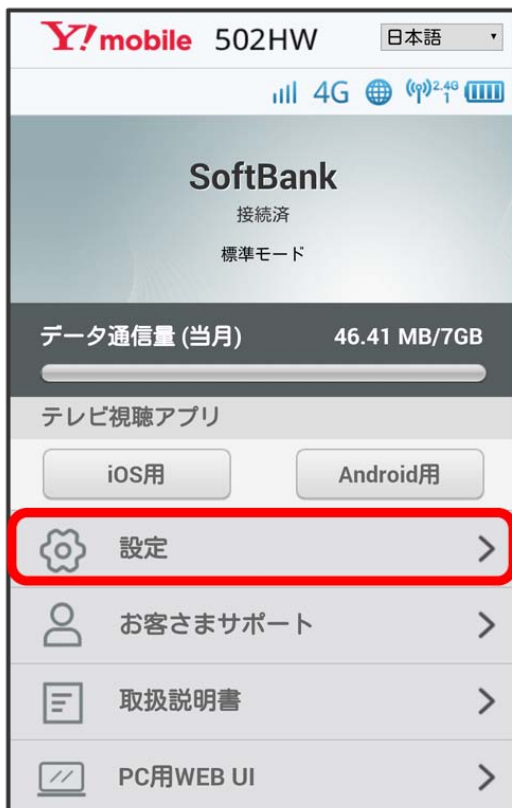 Y!mobile 502HW 日本語
4G 2.4G 1
SoftBank
接続済
標準モード
データ通信量 (当月) 46.41 MB/7GB
テレビ視聴アプリ
iOS用 Android用
設定
お客さまサポート
取扱説明書
PC用WEB UI